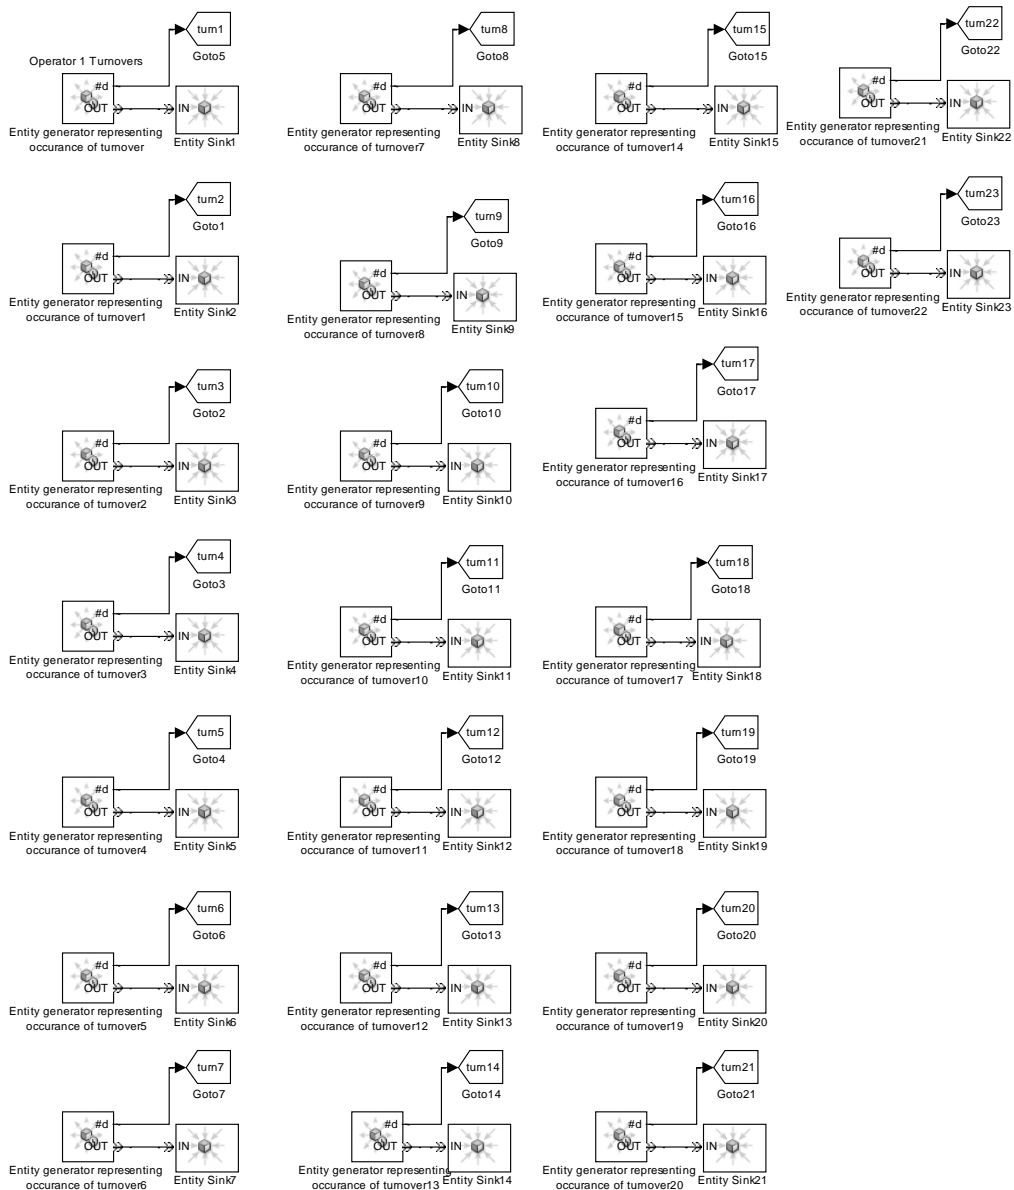 turn1
Goto5
Operator 1 Turnovers
#d
OUT
IN
Entity generator representing
occurance of turnover
Entity Sink1
turn2
Goto1
#d
OUT
IN
Entity generator representing
occurance of turnover1
Entity Sink2
turn3
Goto2
#d
OUT
IN
Entity generator representing
occurance of turnover2
Entity Sink3
turn4
Goto3
#d
OUT
IN
Entity generator representing
occurance of turnover3
Entity Sink4
turn5
Goto4
#d
OUT
IN
Entity generator representing
occurance of turnover4
Entity Sink5
turn6
Goto6
#d
OUT
IN
Entity generator representing
occurance of turnover5
Entity Sink6
turn7
Goto7
#d
OUT
IN
Entity generator representing
occurance of turnover6
Entity Sink7
turn8
Goto8
#d
OUT
IN
Entity generator representing
occurance of turnover7
Entity Sink8
turn9
Goto9
#d
OUT
IN
Entity generator representing
occurance of turnover8
Entity Sink9
turn10
Goto10
#d
OUT
IN
Entity generator representing
occurance of turnover9
Entity Sink10
turn11
Goto11
#d
OUT
IN
Entity generator representing
occurance of turnover10
Entity Sink11
turn12
Goto12
#d
OUT
IN
Entity generator representing
occurance of turnover11
Entity Sink12
turn13
Goto13
#d
OUT
IN
Entity generator representing
occurance of turnover12
Entity Sink13
turn14
Goto14
#d
OUT
IN
Entity generator representing
occurance of turnover13
Entity Sink14
turn15
Goto15
#d
OUT
IN
Entity generator representing
occurance of turnover14
Entity Sink15
turn16
Goto16
#d
OUT
IN
Entity generator representing
occurance of turnover15
Entity Sink16
turn17
Goto17
#d
OUT
IN
Entity generator representing
occurance of turnover16
Entity Sink17
turn18
Goto18
#d
OUT
IN
Entity generator representing
occurance of turnover17
Entity Sink18
turn19
Goto19
#d
OUT
IN
Entity generator representing
occurance of turnover18
Entity Sink19
turn20
Goto20
#d
OUT
IN
Entity generator representing
occurance of turnover19
Entity Sink20
turn21
Goto21
#d
OUT
IN
Entity generator representing
occurance of turnover20
Entity Sink21
turn22
Goto22
#d
OUT
IN
Entity generator representing
occurance of turnover21
Entity Sink22
turn23
Goto23
#d
OUT
IN
Entity generator representing
occurance of turnover22
Entity Sink23